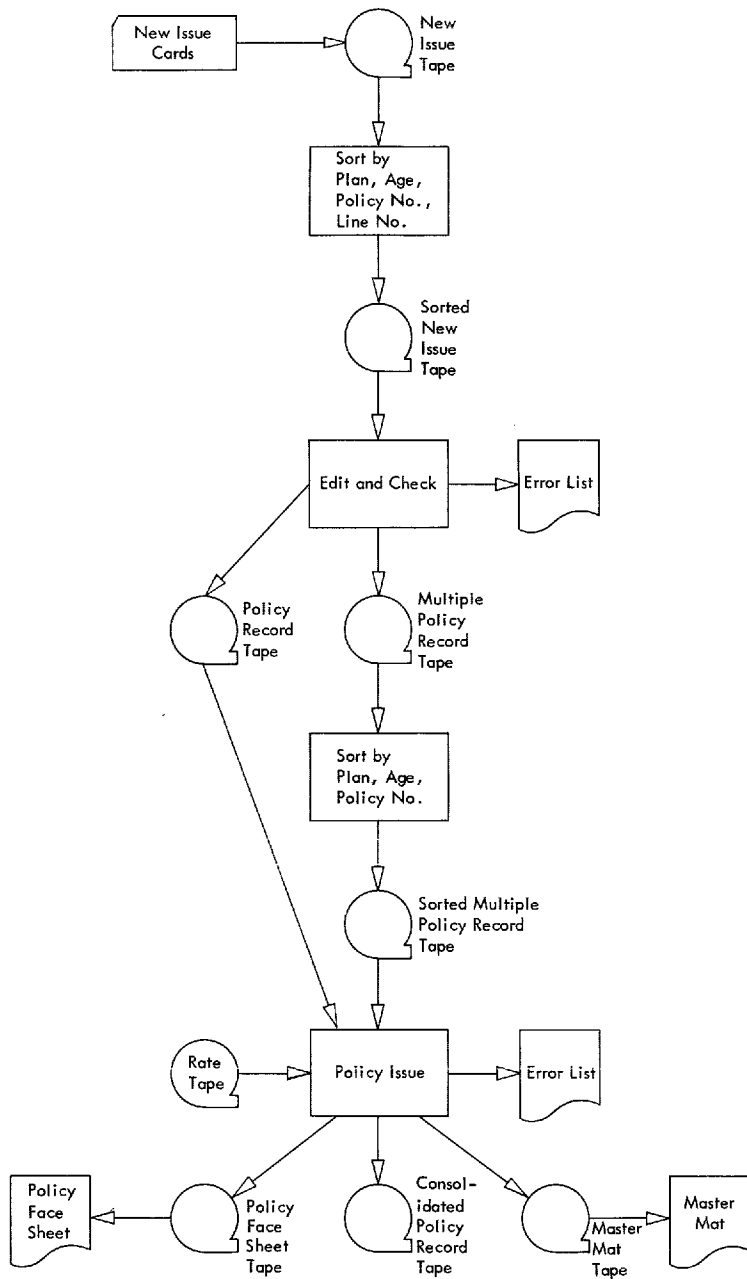 New Issue
Cards
New
Issue
Tape
Sort by
Plan, Age,
Policy No.,
Line No.
Sorted
New
Issue
Tape
Edit and Check
Error List
Policy
Record
Tape
Multiple
Policy
Record
Tape
Sort by
Plan, Age,
Policy No.
Sorted Multiple
Policy Record
Tape
Rate
Tape
Policy Issue
Error List
Policy
Face
Sheet
Policy
Face
Sheet
Tape
Consol-
idated
Policy
Record
Tape
Master
Mat
Tape
Master
Mat